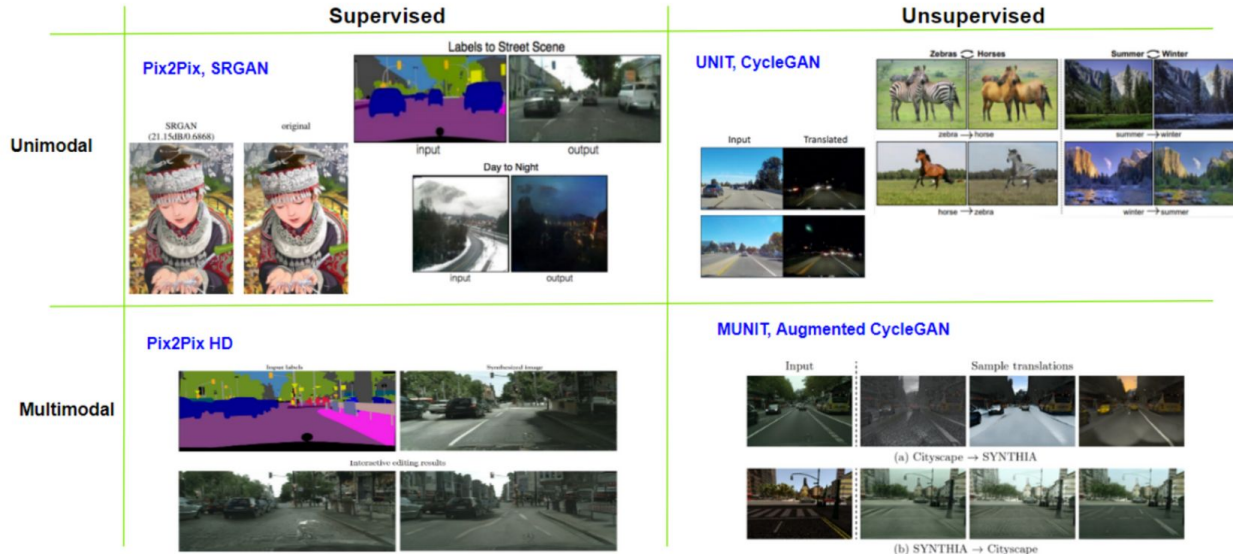 Supervised
Unsupervised
Unimodal
Pix2Pix, SRGAN
SRGAN
(21.15dB/0.6868)
original
Labels to Street Scene
input
output
Day to Night
input
output
UNIT, CycleGAN
Input
Translated
Zebras Horses
zebra → horse
horse → zebra
Summer Winter
summer → winter
winter → summer
Multimodal
Pix2Pix HD
Input labels
Synthesized image
Interactive editing results
MUNIT, Augmented CycleGAN
Input
Sample translations
(a) Cityscape → SYNTHIA
(b) SYNTHIA → Cityscape